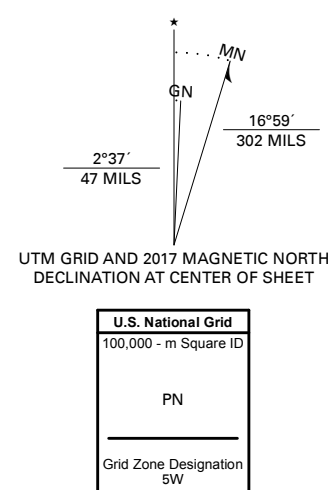 ★
MN
GN
16°59´
302 MILS
2°37´
47 MILS
UTM GRID AND 2017 MAGNETIC NORTH
DECLINATION AT CENTER OF SHEET
U.S. National Grid
100,000 - m Square ID
PN
Grid Zone Designation
5W